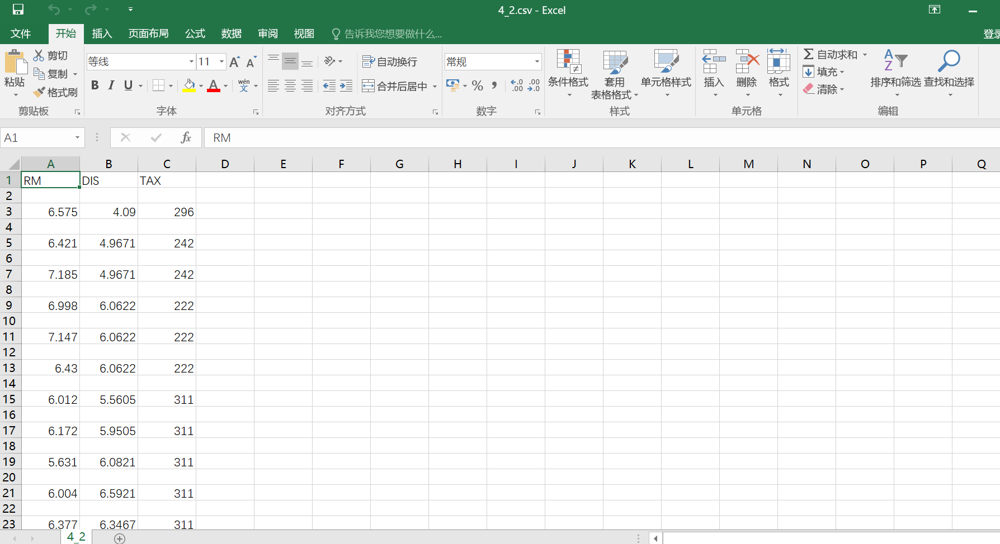 4_2.csv - Excel
文件 开始 插入 页面布局 公式 数据 审阅 视图 告诉我您想要做什么... 登录
粘贴 剪切 复制 格式刷 剪贴板
等线 11 A A
B I U A wén 文
字体
自动换行
合并后居中
对齐方式
常规
% , .0 .00 .00 .0
数字
条件格式 套用 表格格式 单元格样式
样式
插入 删除 格式
单元格
Σ 自动求和
填充
清除
A Z 排序和筛选 查找和选择
编辑
A1 fx RM
A B C D E F G H I J K L M N O P Q
1 RM DIS TAX
2
3 6.575 4.09 296
4
5 6.421 4.9671 242
6
7 7.185 4.9671 242
8
9 6.998 6.0622 222
10
11 7.147 6.0622 222
12
13 6.43 6.0622 222
14
15 6.012 5.5605 311
16
17 6.172 5.9505 311
18
19 5.631 6.0821 311
20
21 6.004 6.5921 311
22
23 6.377 6.3467 311
4_2